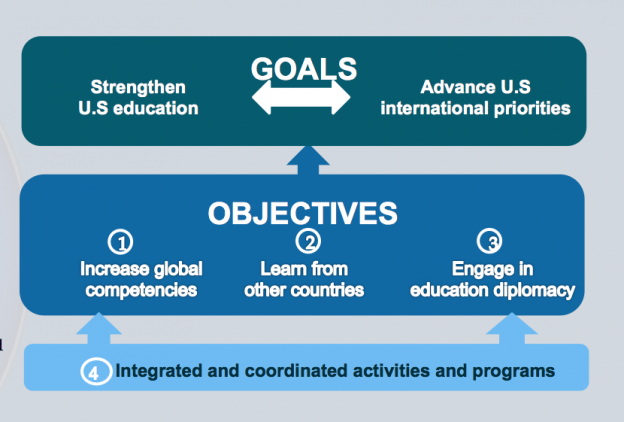 GOALS
Strengthen
U.S education
Advance U.S
international priorities
OBJECTIVES
1
Increase global
competencies
2
Learn from
other countries
3
Engage in
education diplomacy
4 Integrated and coordinated activities and programs